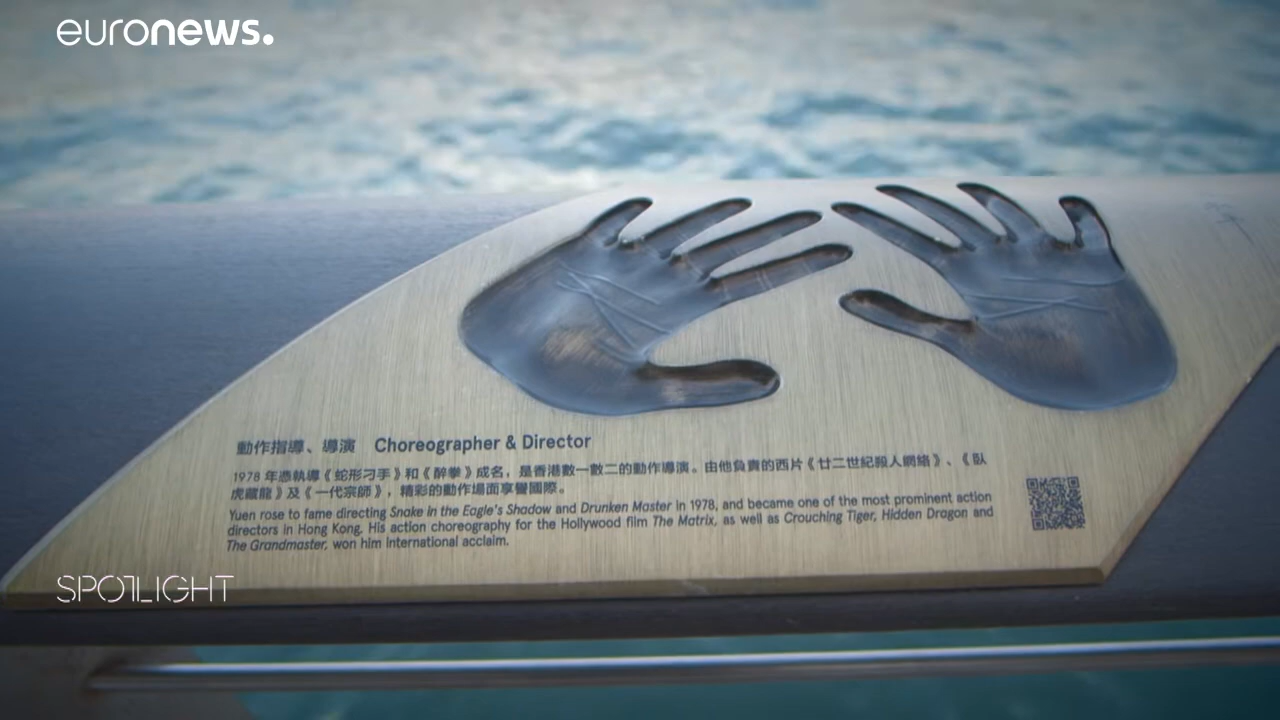 euronews.
動作指導、導演 Choreographer & Director
1978 年憑執導《蛇形刁手》和《醉拳》成名，是香港數一數二的動作導演。由他負責的西片《廿二世紀殺人網絡》、《臥
虎藏龍》及《一代宗師》，精彩的動作場面享譽國際。
Yuen rose to fame directing Snake in the Eagle's Shadow and Drunken Master in 1978, and became one of the most prominent action
directors in Hong Kong. His action choreography for the Hollywood film The Matrix, as well as Crouching Tiger, Hidden Dragon and
The Grandmaster, won him international acclaim.
SPOTLIGHT